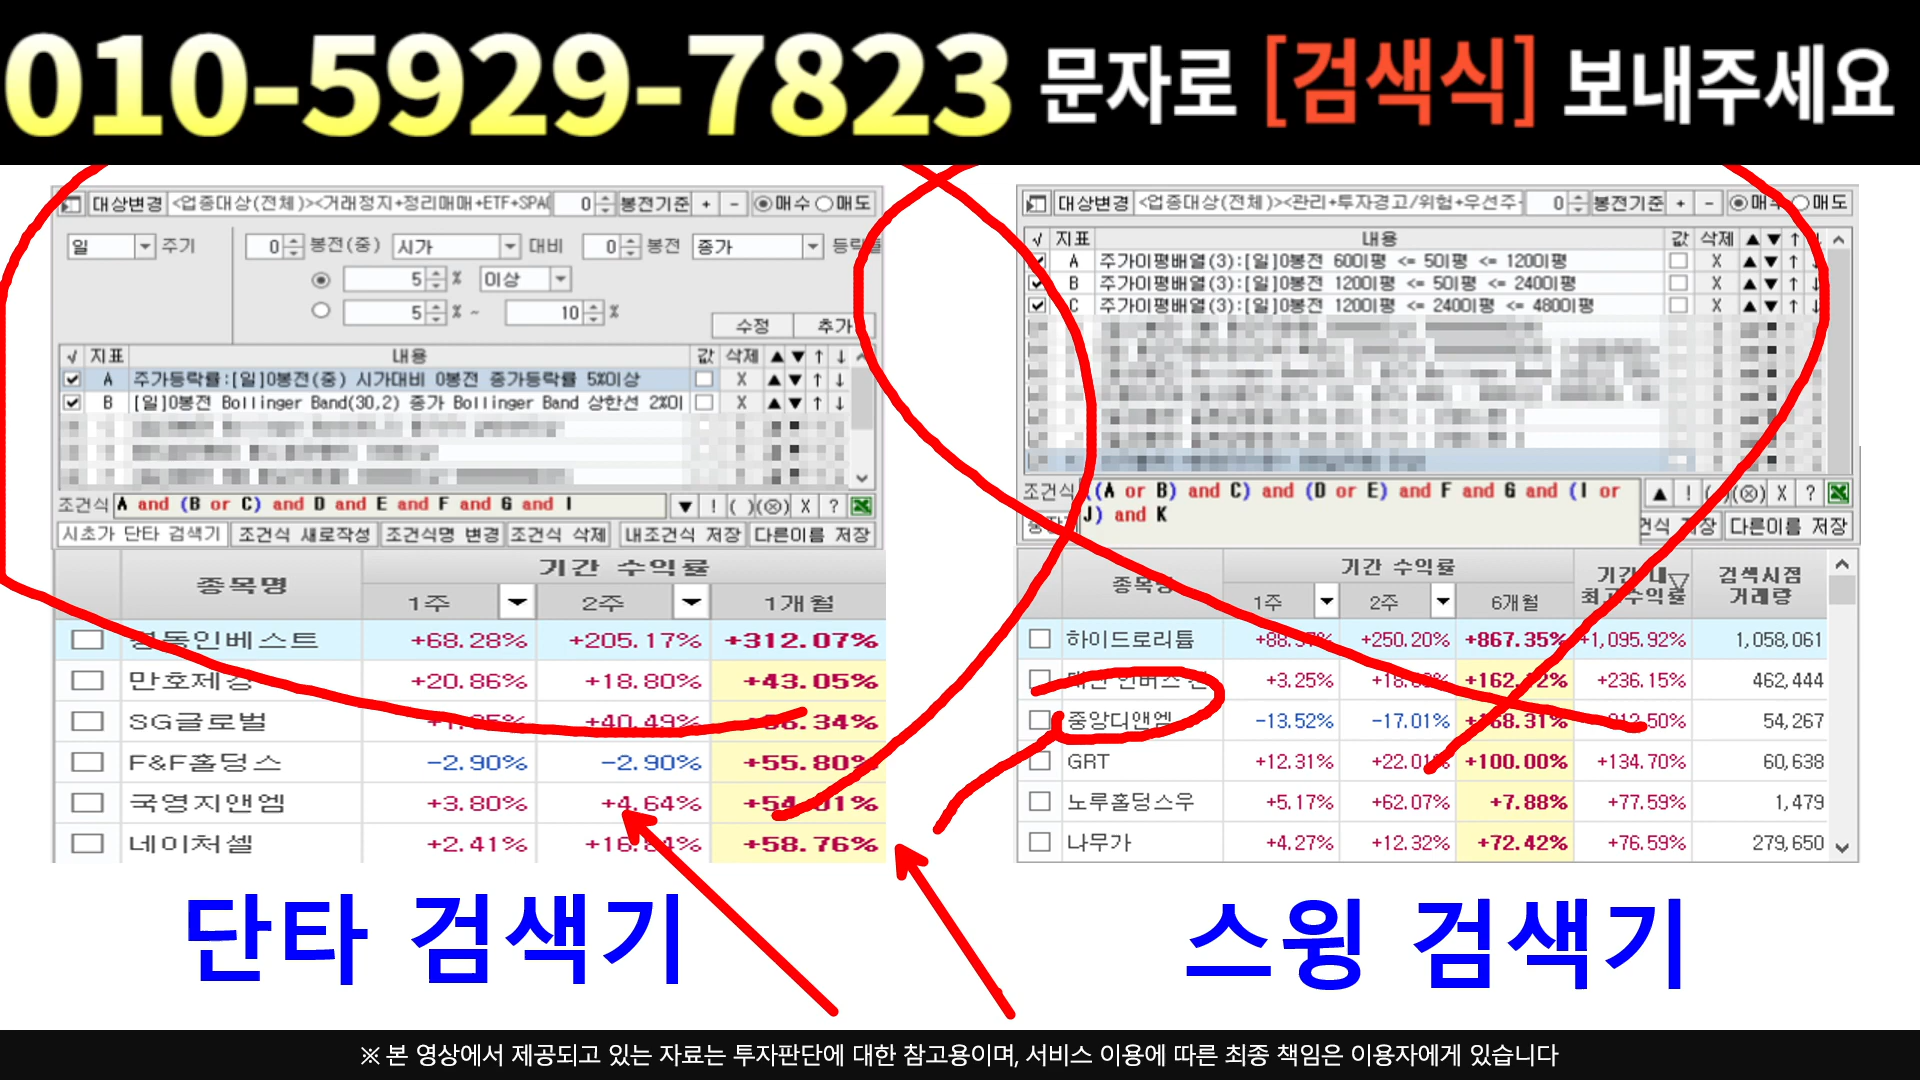 010-5929-7823 문자로 [검색식] 보내주세요
대상변경 <업종대상(전체)><거래정지+정리매매+ETF+SPA 0 봉전기준 + - 매수 매도
일 주기 0 봉전(중) 시가 대비 0 봉전 종가
5 % 이상
5 % ~ 10 %
수정 추가
√ 지표 내용 값 삭제 ▲ ▼ ↑ ↓
A 주가등락률:[일]0봉전(중) 시가대비 0봉전 종가등락률 5%이상 X ▲ ▼ ↑ ↓
B [일]0봉전 Bollinger Band(30,2) 종가 Bollinger Band 상한선 2%이 X ▲ ▼ ↑ ↓
조건식 A and (B or C) and D and E and F and G and I ▼ ! ( ) (⊗) X ?
시초가 단타 검색기 조건식 새로작성 조건식명 변경 조건식 삭제 내조건식 저장 다른이름 저장
종목명 기간 수익률
1주 2주 1개월
인베스트 +68.28% +205.17% +312.07%
만호제강 +20.86% +18.80% +43.05%
SG글로벌 +40.49%
F&F홀딩스 -2.90% -2.90% +55.80%
국영지앤엠 +3.80% +4.64%
네이처셀 +2.41% +58.76%
단타 검색기
대상변경 <업종대상(전체)><관리+투자경고/위험+우선주+ 0 봉전기준 + - 매수 매도
√ 지표 내용 값 삭제 ▲ ▼ ↑
A 주가이평배열(3):[일]0봉전 60이평 <= 5이평 <= 120이평 X ▲ ▼ ↑ ↓
B 주가이평배열(3):[일]0봉전 120이평 <= 5이평 <= 240이평 X ▲ ▼ ↑ ↓
C 주가이평배열(3):[일]0봉전 120이평 <= 240이평 <= 480이평 X ▲ ▼ ↑ ↓
조건식 ((A or B) and C) and (D or E) and F and G and (I or ▲ ! (⊗) X ?
J) and K
저장 다른이름 저장
종목명 기간 수익률 기간 내 최고수익률 검색시점 거래량
1주 2주 6개월
하이드로리튬 +250.20% +867.35% +1,095.92% 1,058,061
+3.25% +236.15% 462,444
중앙디앤엠 -13.52% -17.01% 54,267
GRT +12.31% +100.00% +134.70% 60,638
노루홀딩스우 +5.17% +62.07% +7.88% +77.59% 1,479
나무가 +4.27% +12.32% +72.42% +76.59% 279,650
스윙 검색기
※ 본 영상에서 제공되고 있는 자료는 투자판단에 대한 참고용이며, 서비스 이용에 따른 최종 책임은 이용자에게 있습니다